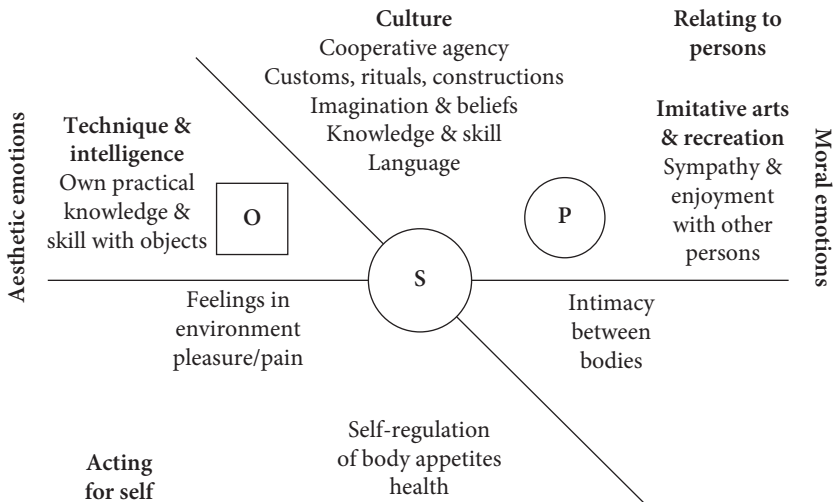 Culture
Cooperative agency
Customs, rituals, constructions
Imagination & beliefs
Knowledge & skill
Language
Relating to
persons
Imitative arts
& recreation
Sympathy &
enjoyment
with other
persons
Moral emotions
Aesthetic emotions
Technique &
intelligence
Own practical
knowledge &
skill with objects
O
P
S
Feelings in
environment
pleasure/pain
Intimacy
between
bodies
Self-regulation
of body appetites
health
Acting
for self